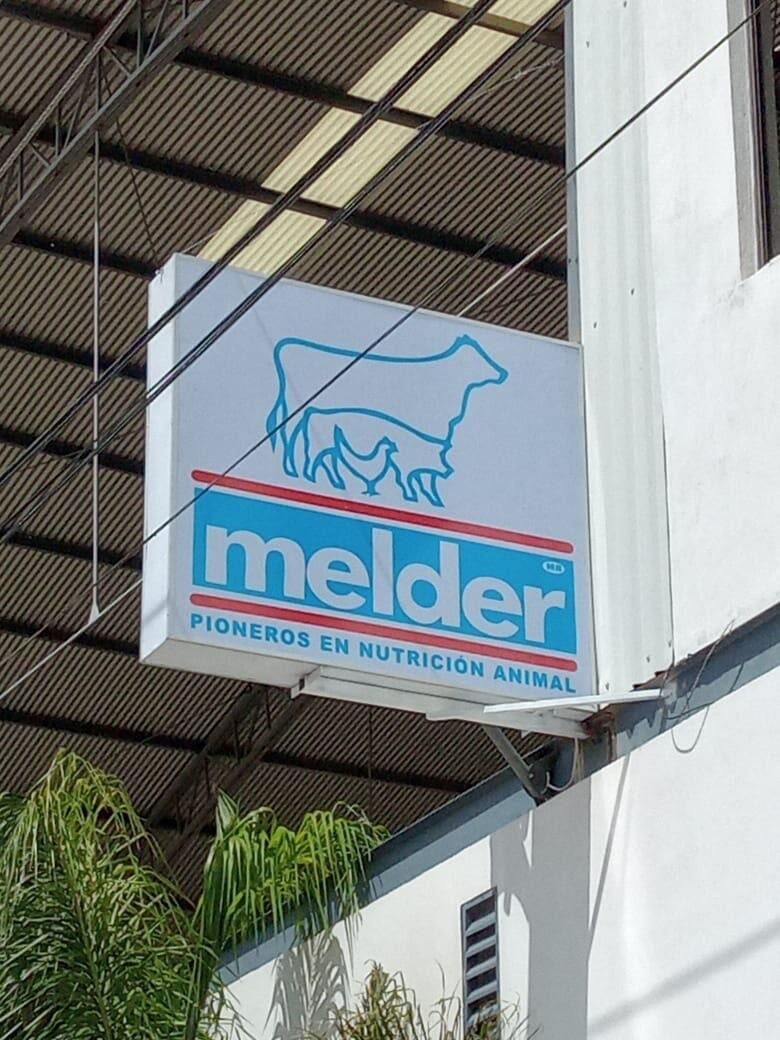 melder
MR
PIONEROS EN NUTRICIÓN ANIMAL